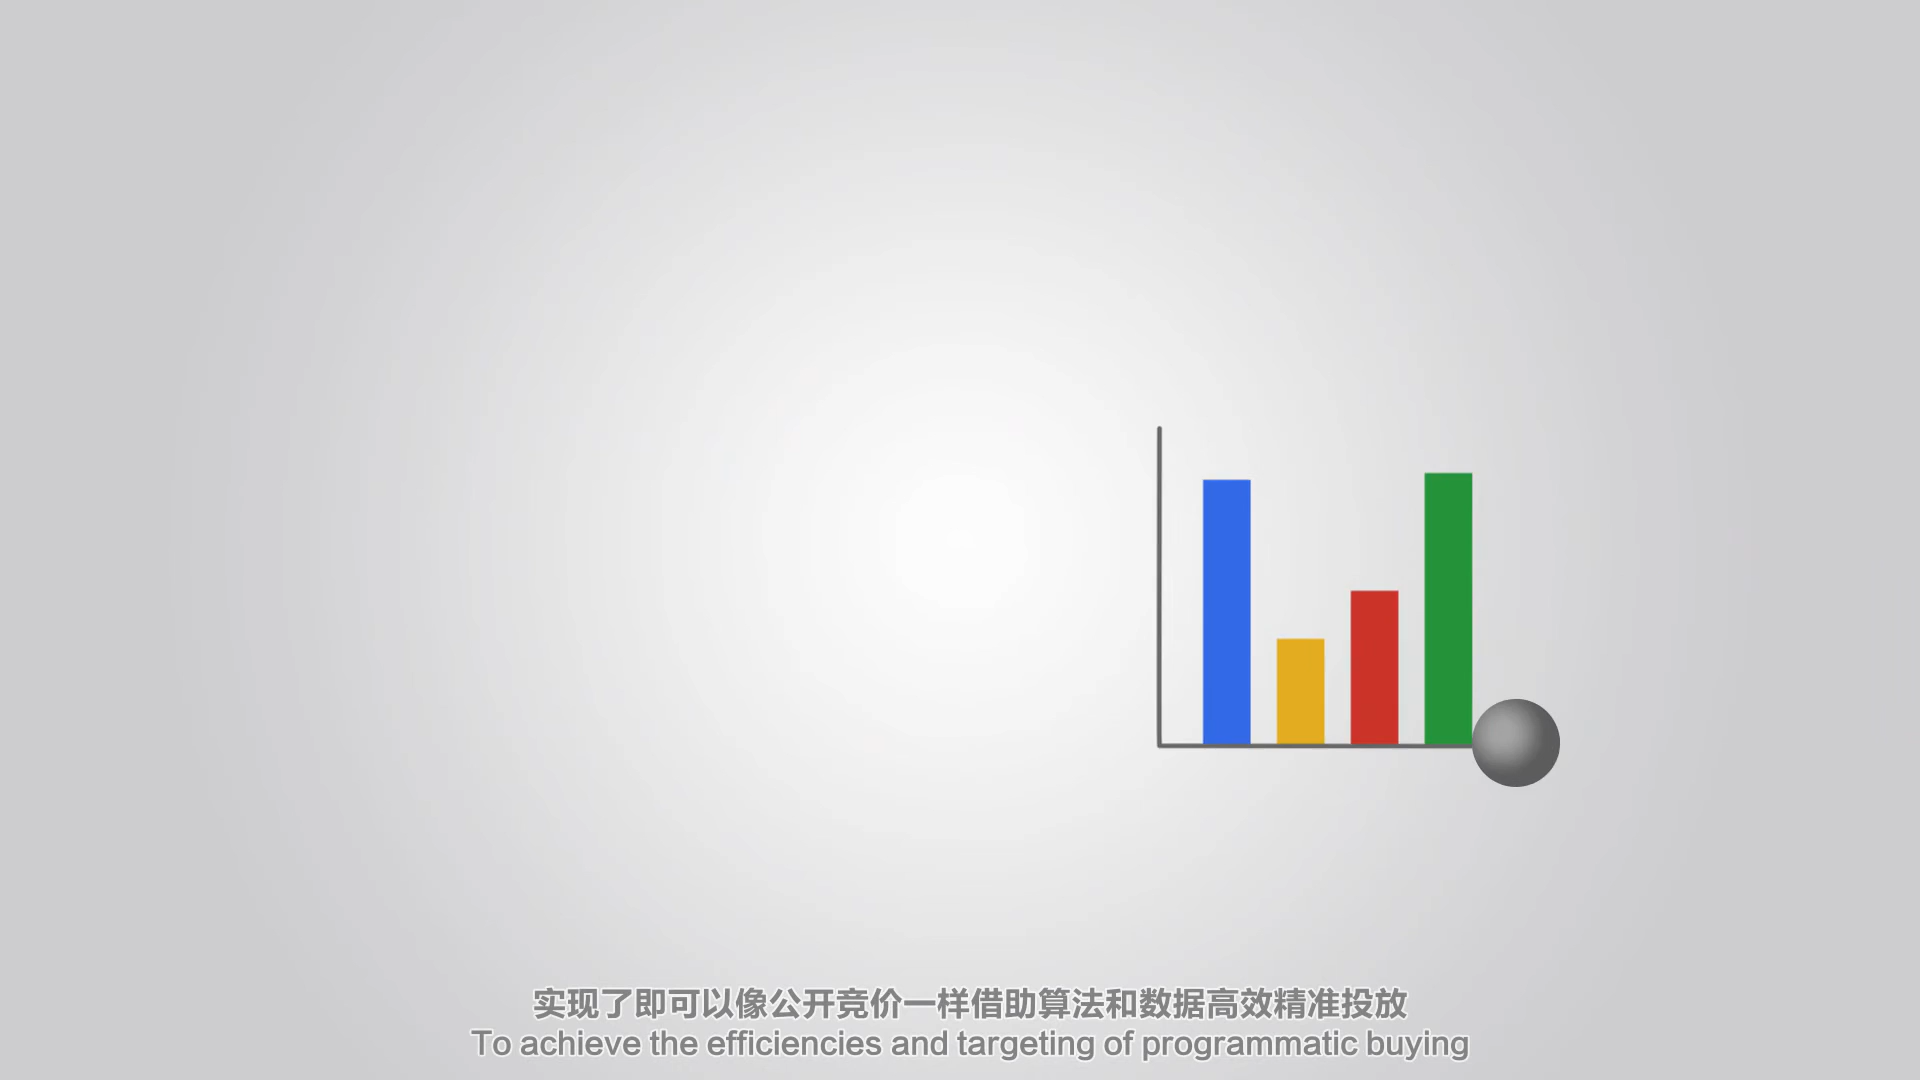 实现了即可以像公开竞价一样借助算法和数据高效精准投放
To achieve the efficiencies and targeting of programmatic buying